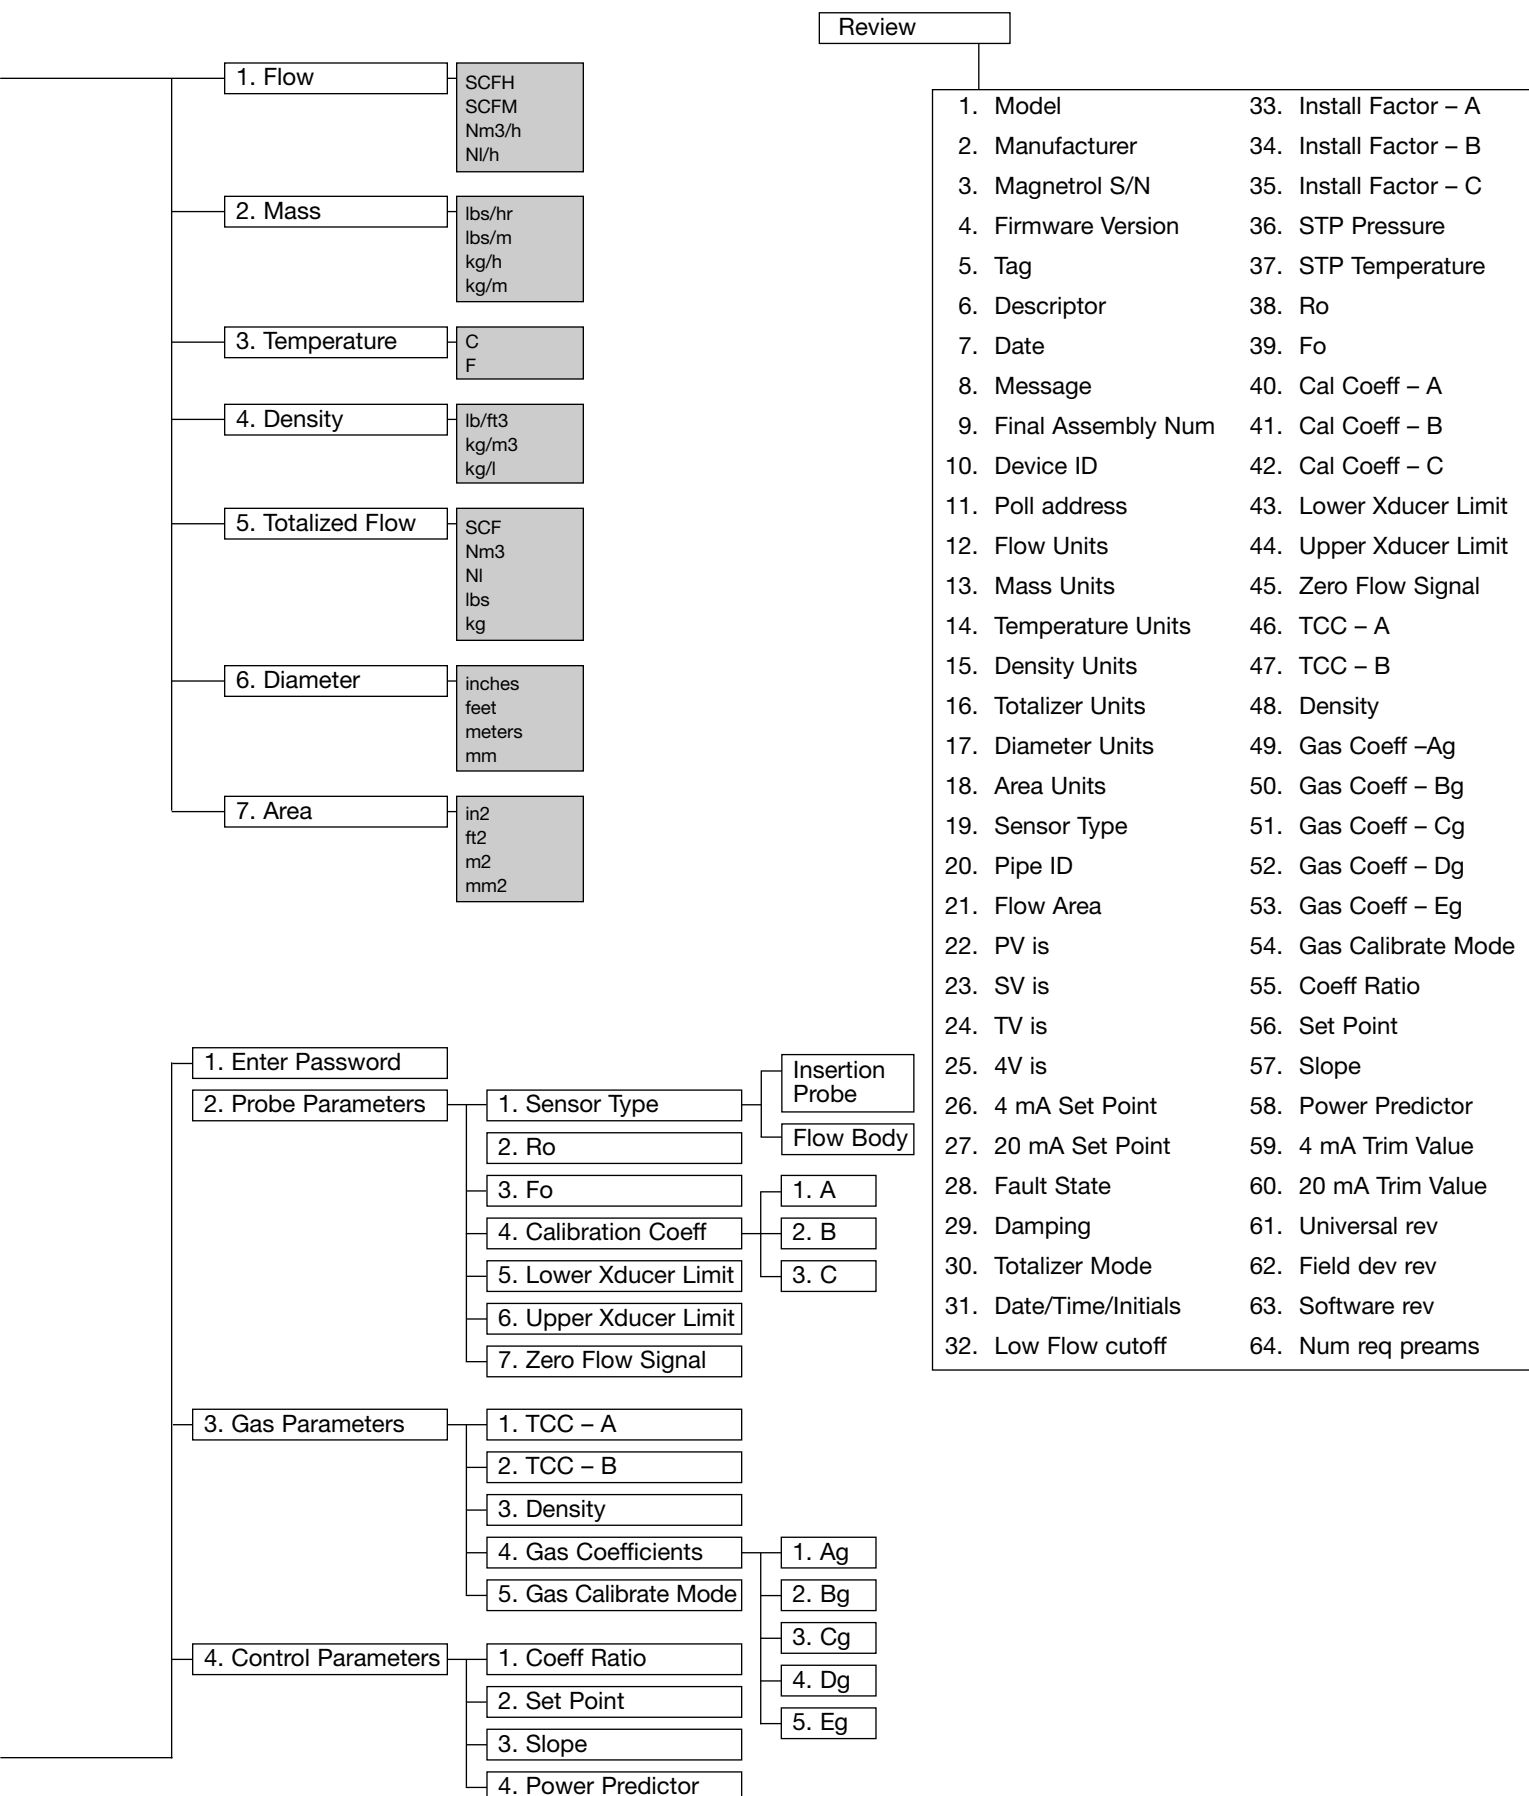 Review
1. Flow
SCFH
SCFM
Nm3/h
Nl/h
2. Mass
lbs/hr
lbs/m
kg/h
kg/m
3. Temperature
C
F
4. Density
lb/ft3
kg/m3
kg/l
5. Totalized Flow
SCF
Nm3
Nl
lbs
kg
6. Diameter
inches
feet
meters
mm
7. Area
in2
ft2
m2
mm2
1. Model
2. Manufacturer
3. Magnetrol S/N
4. Firmware Version
5. Tag
6. Descriptor
7. Date
8. Message
9. Final Assembly Num
10. Device ID
11. Poll address
12. Flow Units
13. Mass Units
14. Temperature Units
15. Density Units
16. Totalizer Units
17. Diameter Units
18. Area Units
19. Sensor Type
20. Pipe ID
21. Flow Area
22. PV is
23. SV is
24. TV is
25. 4V is
26. 4 mA Set Point
27. 20 mA Set Point
28. Fault State
29. Damping
30. Totalizer Mode
31. Date/Time/Initials
32. Low Flow cutoff
33. Install Factor – A
34. Install Factor – B
35. Install Factor – C
36. STP Pressure
37. STP Temperature
38. Ro
39. Fo
40. Cal Coeff – A
41. Cal Coeff – B
42. Cal Coeff – C
43. Lower Xducer Limit
44. Upper Xducer Limit
45. Zero Flow Signal
46. TCC – A
47. TCC – B
48. Density
49. Gas Coeff –Ag
50. Gas Coeff – Bg
51. Gas Coeff – Cg
52. Gas Coeff – Dg
53. Gas Coeff – Eg
54. Gas Calibrate Mode
55. Coeff Ratio
56. Set Point
57. Slope
58. Power Predictor
59. 4 mA Trim Value
60. 20 mA Trim Value
61. Universal rev
62. Field dev rev
63. Software rev
64. Num req preams
1. Enter Password
2. Probe Parameters
1. Sensor Type
Insertion
Probe
Flow Body
2. Ro
3. Fo
4. Calibration Coeff
1. A
2. B
3. C
5. Lower Xducer Limit
6. Upper Xducer Limit
7. Zero Flow Signal
3. Gas Parameters
1. TCC – A
2. TCC – B
3. Density
4. Gas Coefficients
1. Ag
2. Bg
3. Cg
4. Dg
5. Eg
5. Gas Calibrate Mode
4. Control Parameters
1. Coeff Ratio
2. Set Point
3. Slope
4. Power Predictor